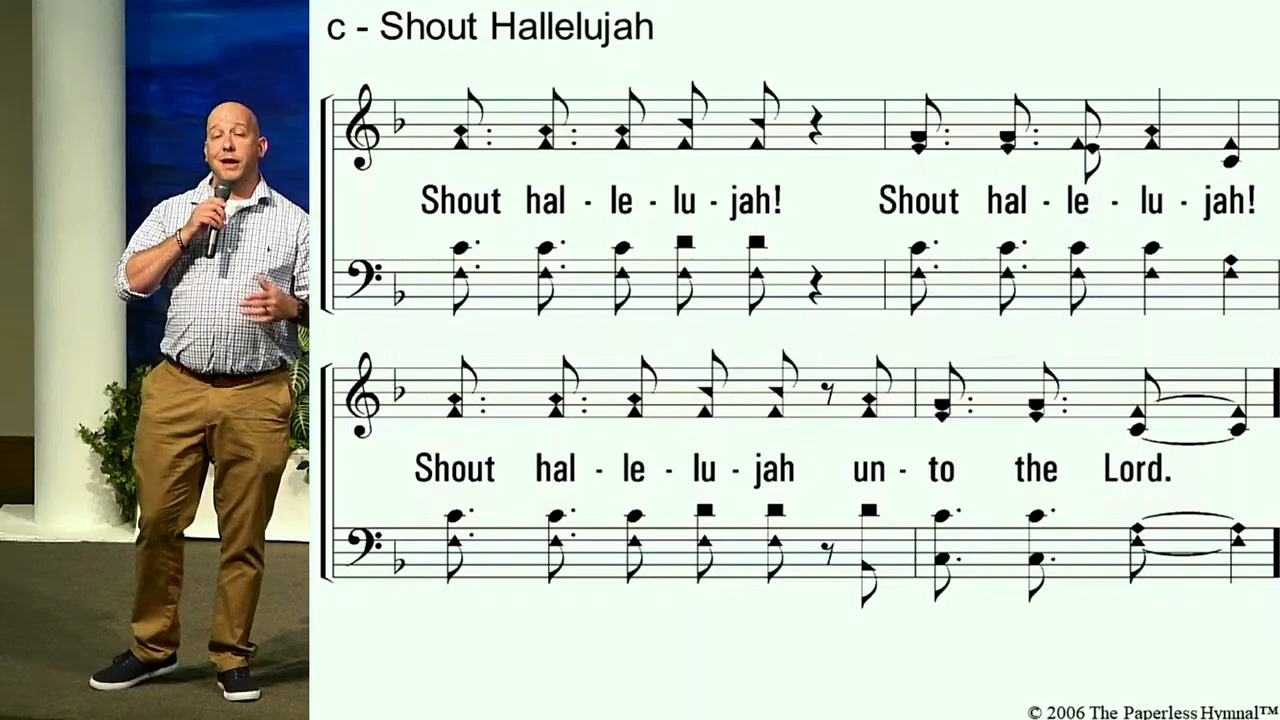 c - Shout Hallelujah
Shout hal - le - lu - jah! Shout hal - le - lu - jah!
Shout hal - le - lu - jah un - to the Lord.
© 2006 The Paperless Hymnal™